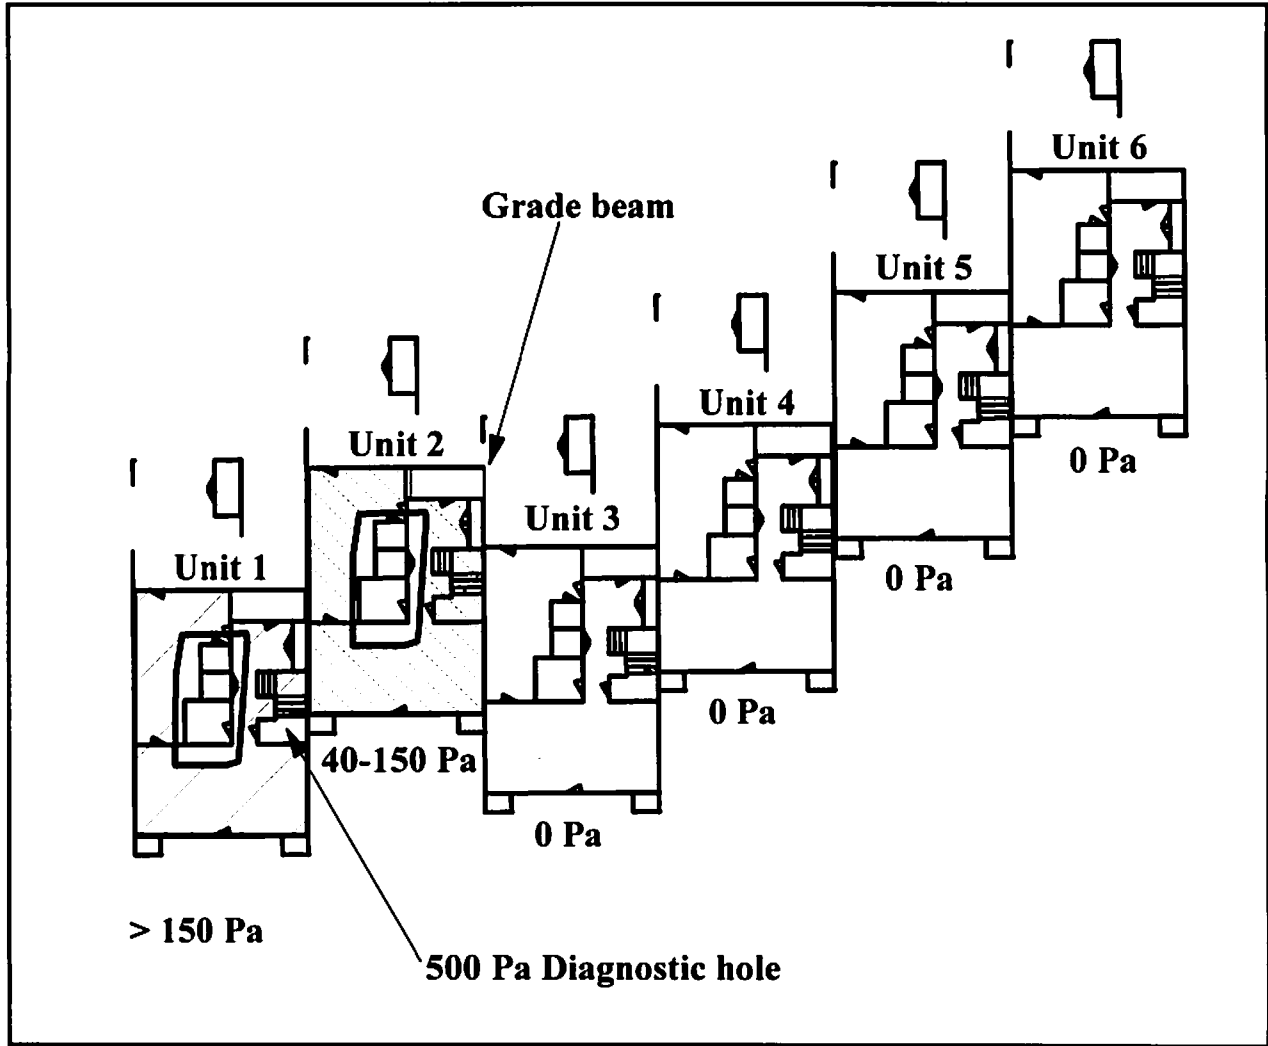 Unit 6
Grade beam
Unit 5
Unit 4
0 Pa
Unit 2
Unit 3
Unit 1
0 Pa
0 Pa
40-150 Pa
0 Pa
> 150 Pa
500 Pa Diagnostic hole